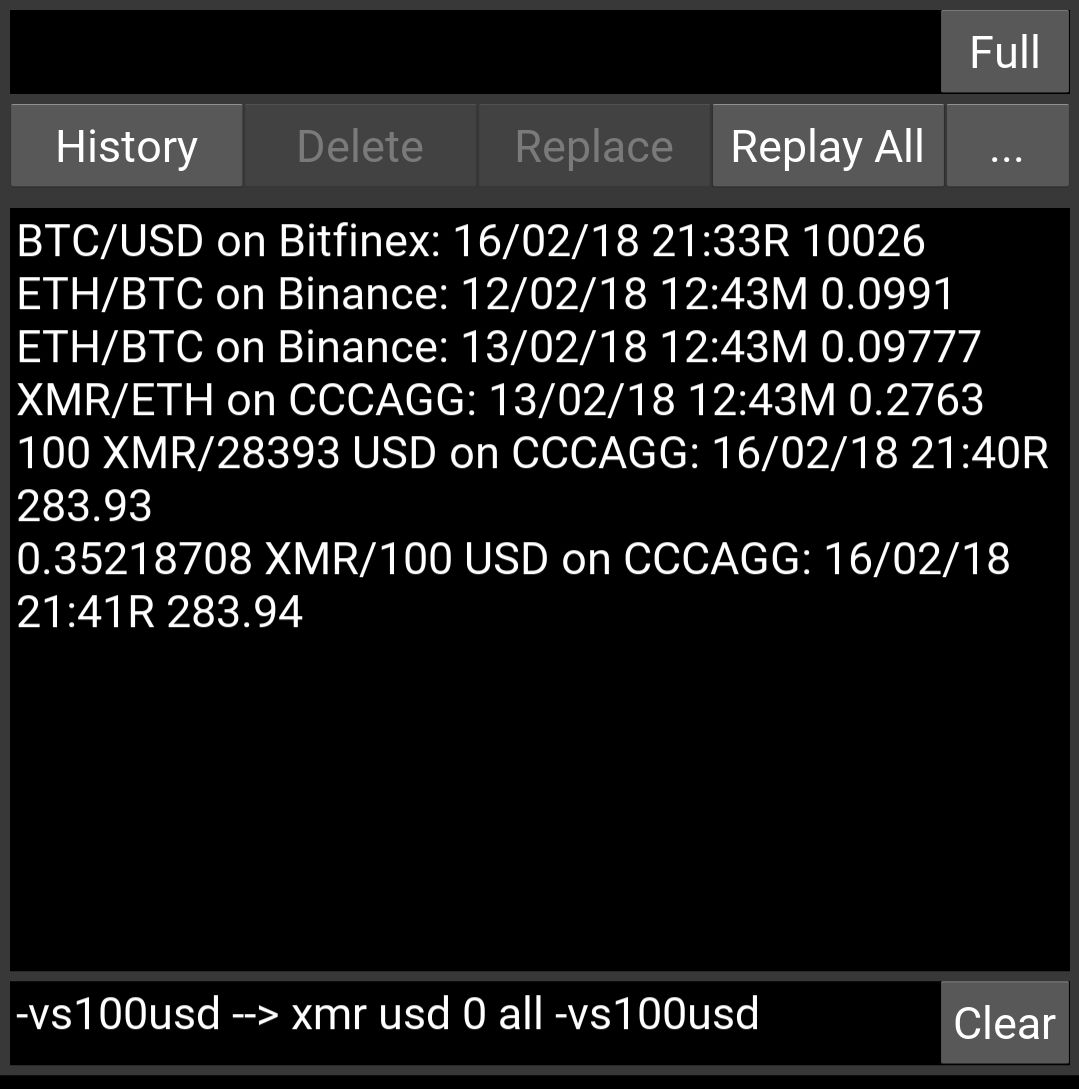 Full
History Delete Replace Replay All ...
BTC/USD on Bitfinex: 16/02/18 21:33R 10026
ETH/BTC on Binance: 12/02/18 12:43M 0.0991
ETH/BTC on Binance: 13/02/18 12:43M 0.09777
XMR/ETH on CCCAGG: 13/02/18 12:43M 0.2763
100 XMR/28393 USD on CCCAGG: 16/02/18 21:40R
283.93
0.35218708 XMR/100 USD on CCCAGG: 16/02/18
21:41R 283.94
-vs100usd --> xmr usd 0 all -vs100usd
Clear